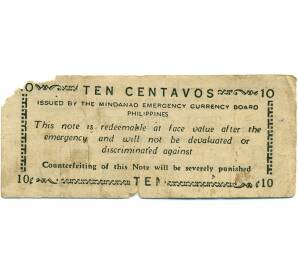 10 TEN CENTAVOS 10
ISSUED BY THE MINDANAO EMERGENCY CURRENCY BOARD
PHILIPPINES
This note is redeemable at face value after the
emergency and will not be devaluated or
discriminated against
Counterfeiting of this Note will be severely punished
10¢ TEN ¢10